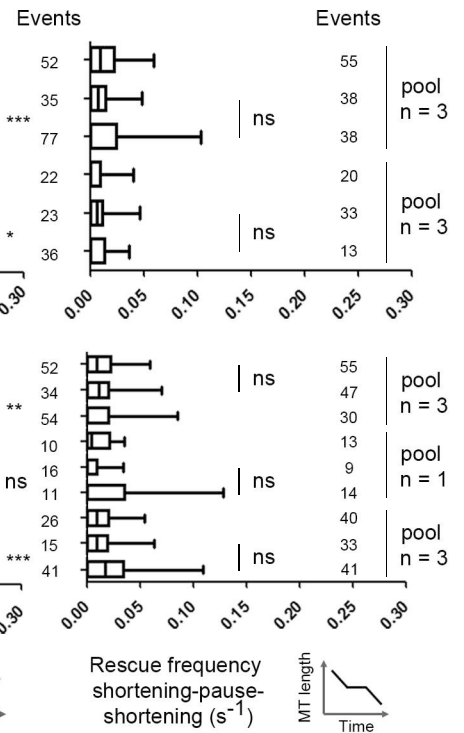 Events Events
52 55
35 38 pool
n = 3
*** ns
77 38
22 20
23 33 pool
n = 3
* ns
36 13
0.30 0.00 0.05 0.10 0.15 0.20 0.25 0.30
52 55
ns
34 47 pool
** n = 3
54 30
10 13
16 9 pool
ns ns n = 1
11 14
26 40
15 33 pool
*** ns n = 3
41 41
0.30 0.00 0.05 0.10 0.15 0.20 0.25 0.30
Rescue frequency
shortening-pause-
shortening (s⁻¹)
MT length
Time